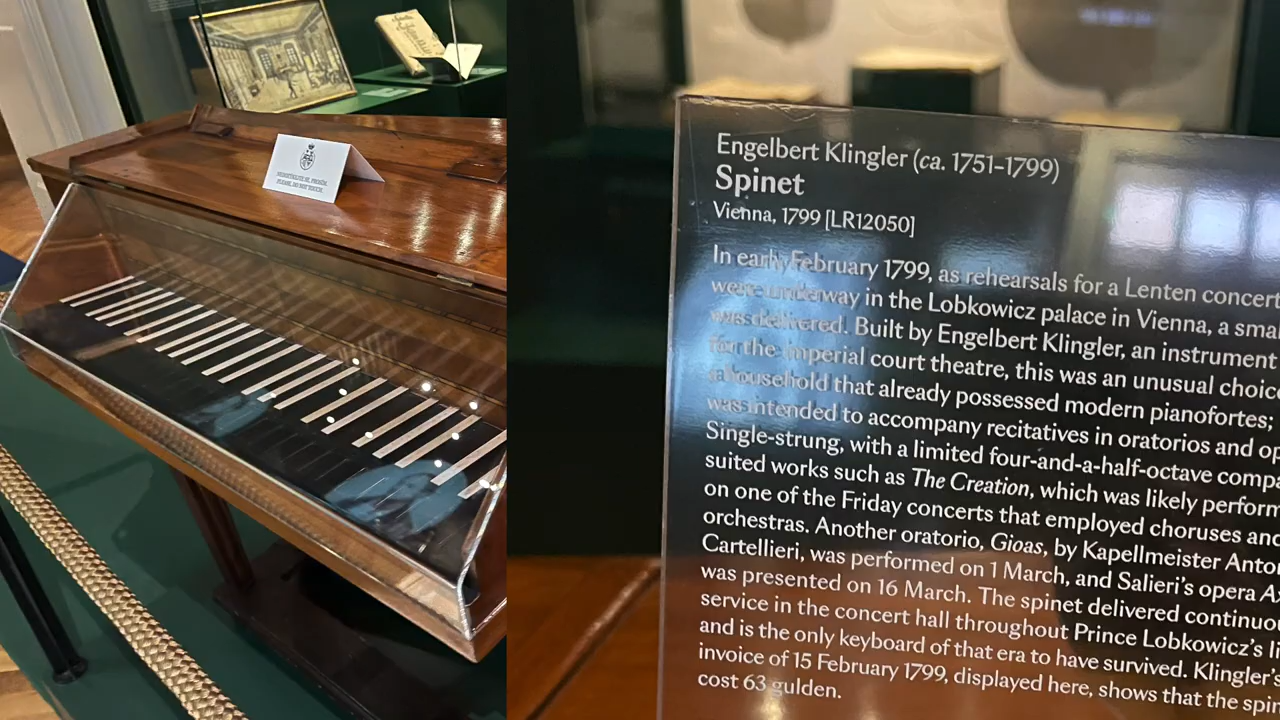 PLEASE, DO NOT TOUCH.
Engelbert Klingler (ca. 1751–1799)
Spinet
Vienna, 1799 [LR12050]
In early February 1799, as rehearsals for a Lenten concert
were underway in the Lobkowicz palace in Vienna, a smal
was delivered. Built by Engelbert Klingler, an instrument
for the imperial court theatre, this was an unusual choice
a household that already possessed modern pianofortes;
was intended to accompany recitatives in oratorios and op
Single-strung, with a limited four-and-a-half-octave compa
suited works such as The Creation, which was likely perform
on one of the Friday concerts that employed choruses and
orchestras. Another oratorio, Gioas, by Kapellmeister Anto
Cartellieri, was performed on 1 March, and Salieri's opera Ax
was presented on 16 March. The spinet delivered continuo
service in the concert hall throughout Prince Lobkowicz's li
and is the only keyboard of that era to have survived. Klingler's
invoice of 15 February 1799, displayed here, shows that the spin
cost 63 gulden.